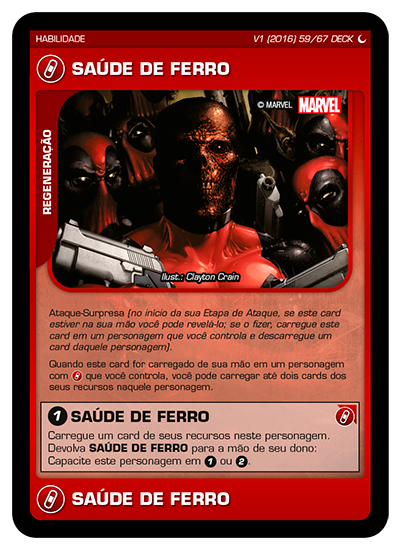 HABILIDADE
V1 (2016) 59/67 DECK
SAÚDE DE FERRO
© MARVEL MARVEL
REGENERAÇÃO
Ilust.: Clayton Crain
Ataque-Surpresa (no início da sua Etapa de Ataque, se este card
estiver na sua mão você pode revelá-lo; se o fizer, carregue este
card em um personagem que você controla e descarregue um
card daquele personagem).
Quando este card for carregado de sua mão em um personagem
com que você controla, você pode carregar até dois cards dos
seus recursos naquele personagem.
1 SAÚDE DE FERRO
Carregue um card de seus recursos neste personagem.
Devolva SAÚDE DE FERRO para a mão de seu dono:
Capacite este personagem em 1 ou 2.
SAÚDE DE FERRO